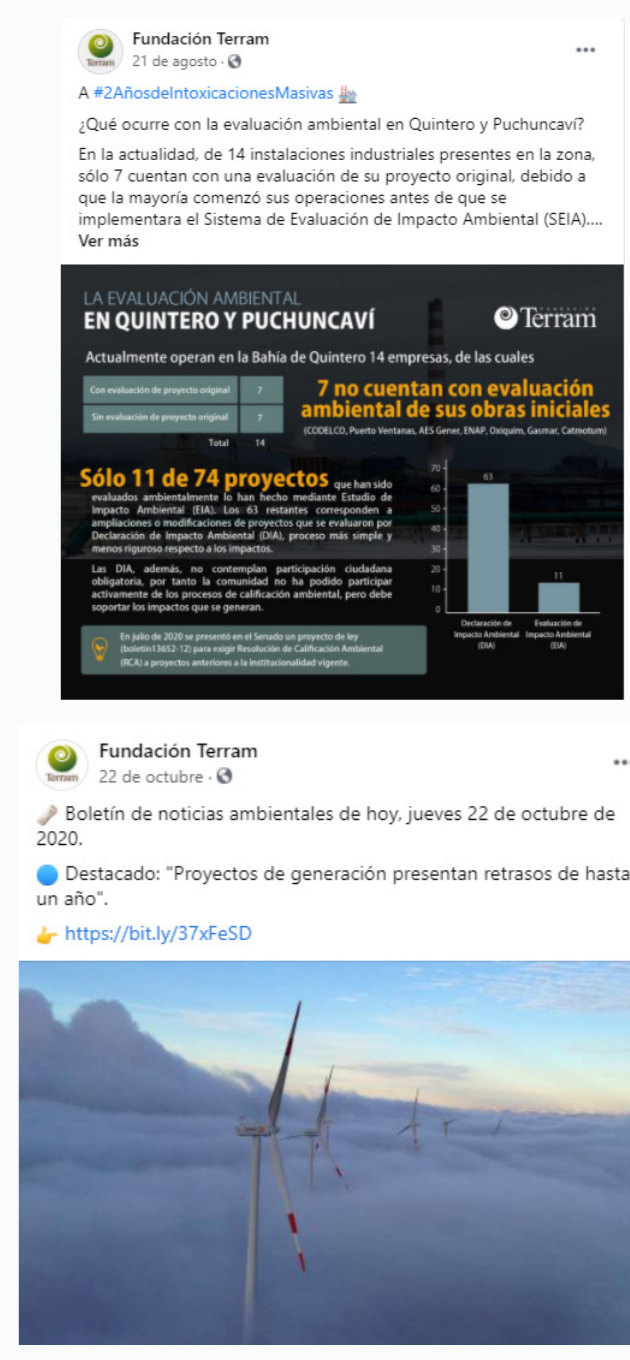 Fundación Terram
21 de agosto ·
A #2AñosdeIntoxicacionesMasivas
¿Qué ocurre con la evaluación ambiental en Quintero y Puchuncaví?
En la actualidad, de 14 instalaciones industriales presentes en la zona,
sólo 7 cuentan con una evaluación de su proyecto original, debido a
que la mayoría comenzó sus operaciones antes de que se
implementara el Sistema de Evaluación de Impacto Ambiental (SEIA)....
Ver más
LA EVALUACIÓN AMBIENTAL
EN QUINTERO Y PUCHUNCAVÍ
FUNDACIÓN
Terram
Actualmente operan en la Bahía de Quintero 14 empresas, de las cuales
Con evaluación de proyecto original 7
Sin evaluación de proyecto original 7
Total 14
7 no cuentan con evaluación
ambiental de sus obras iniciales
(CODELCO, Puerto Ventanas, AES Gener, ENAP, Oxiquim, Gasmar, Catmotum)
Sólo 11 de 74 proyectos que han sido
evaluados ambientalmente lo han hecho mediante Estudio de
Impacto Ambiental (EIA). Los 63 restantes corresponden a
ampliaciones o modificaciones de proyectos que se evaluaron por
Declaración de Impacto Ambiental (DIA), proceso más simple y
menos riguroso respecto a los impactos.
Las DIA, además, no contemplan participación ciudadana
obligatoria, por tanto la comunidad no ha podido participar
activamente de los procesos de calificación ambiental, pero debe
soportar los impactos que se generan.
70
60
50
40
30
20
10
0
63
11
Declaración de
Impacto Ambiental
(DIA)
Evaluación de
Impacto Ambiental
(EIA)
En julio de 2020 se presentó en el Senado un proyecto de ley
(boletín13652-12) para exigir Resolución de Calificación Ambiental
(RCA) a proyectos anteriores a la institucionalidad vigente.
Terram
Fundación Terram
22 de octubre ·
Boletín de noticias ambientales de hoy, jueves 22 de octubre de
2020.
Destacado: "Proyectos de generación presentan retrasos de hasta
un año".
https://bit.ly/37xFeSD